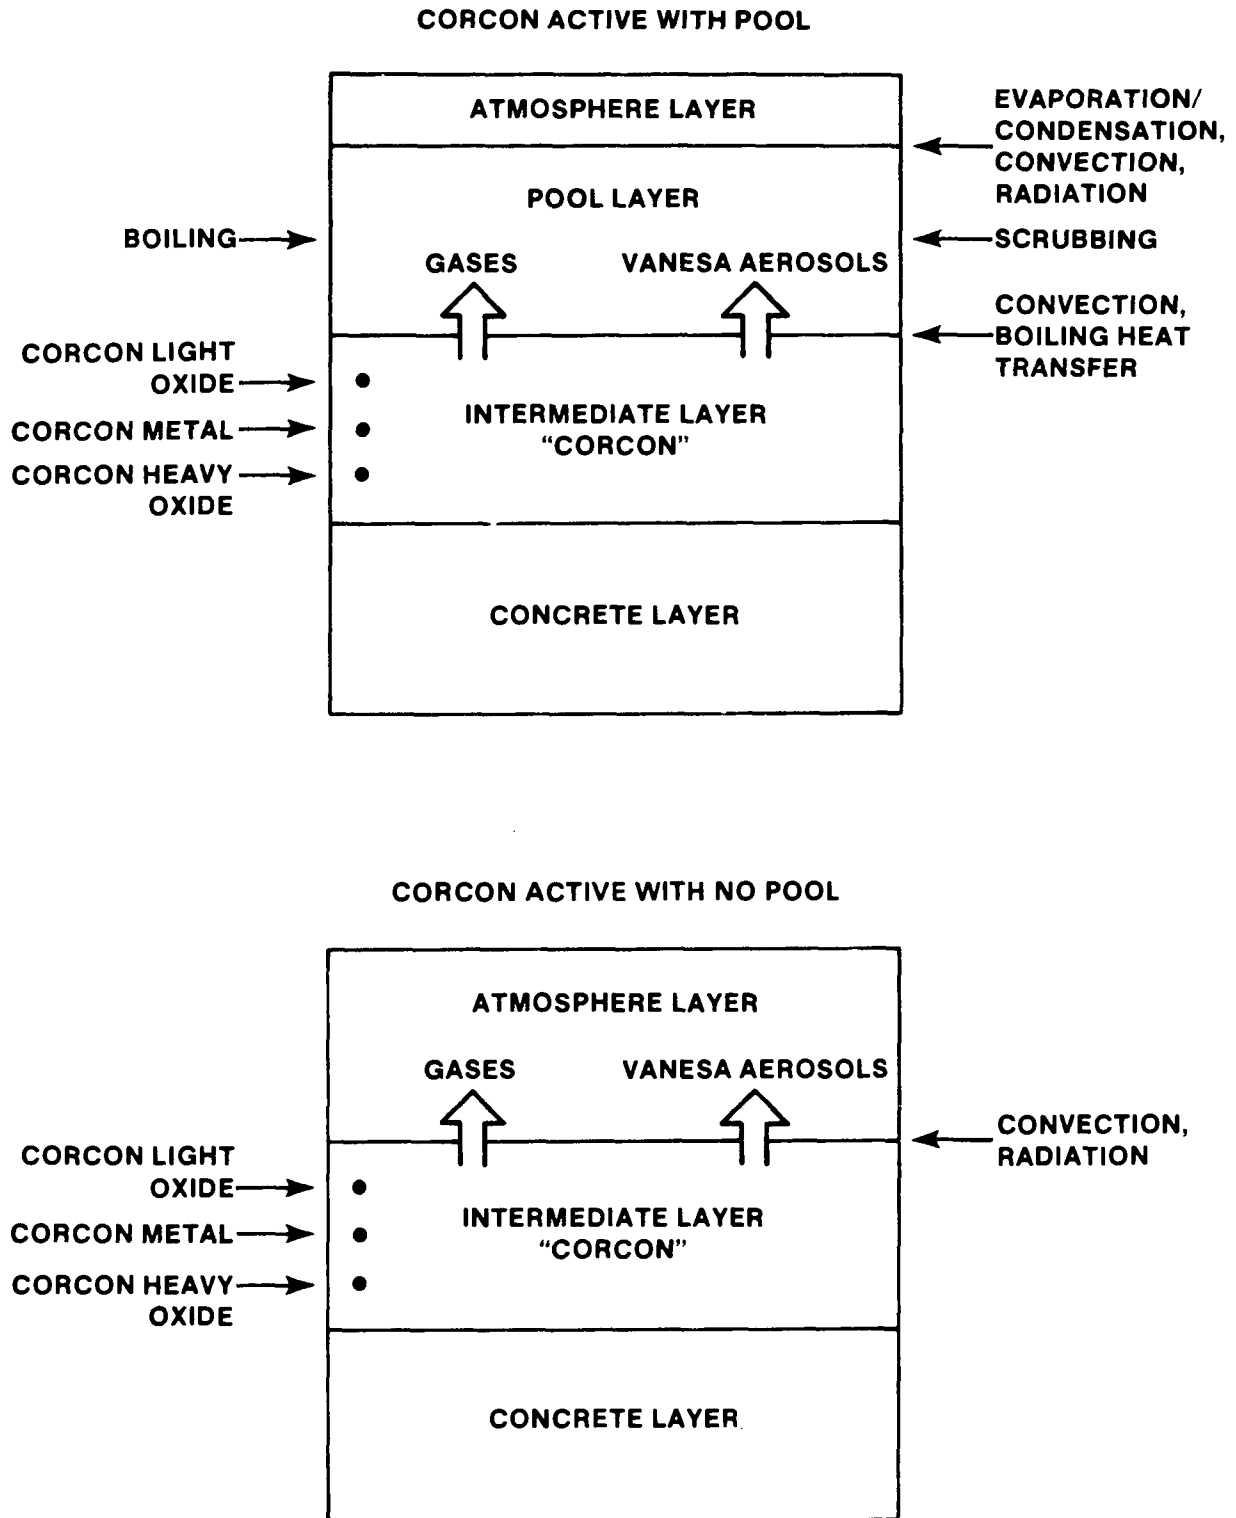 CORCON ACTIVE WITH POOL
ATMOSPHERE LAYER
EVAPORATION/
CONDENSATION,
CONVECTION,
RADIATION
POOL LAYER
BOILING
SCRUBBING
GASES
VANESA AEROSOLS
CONVECTION,
BOILING HEAT
TRANSFER
CORCON LIGHT
OXIDE
CORCON METAL
CORCON HEAVY
OXIDE
INTERMEDIATE LAYER
“CORCON”
CONCRETE LAYER
CORCON ACTIVE WITH NO POOL
ATMOSPHERE LAYER
GASES
VANESA AEROSOLS
CONVECTION,
RADIATION
CORCON LIGHT
OXIDE
CORCON METAL
CORCON HEAVY
OXIDE
INTERMEDIATE LAYER
“CORCON”
CONCRETE LAYER